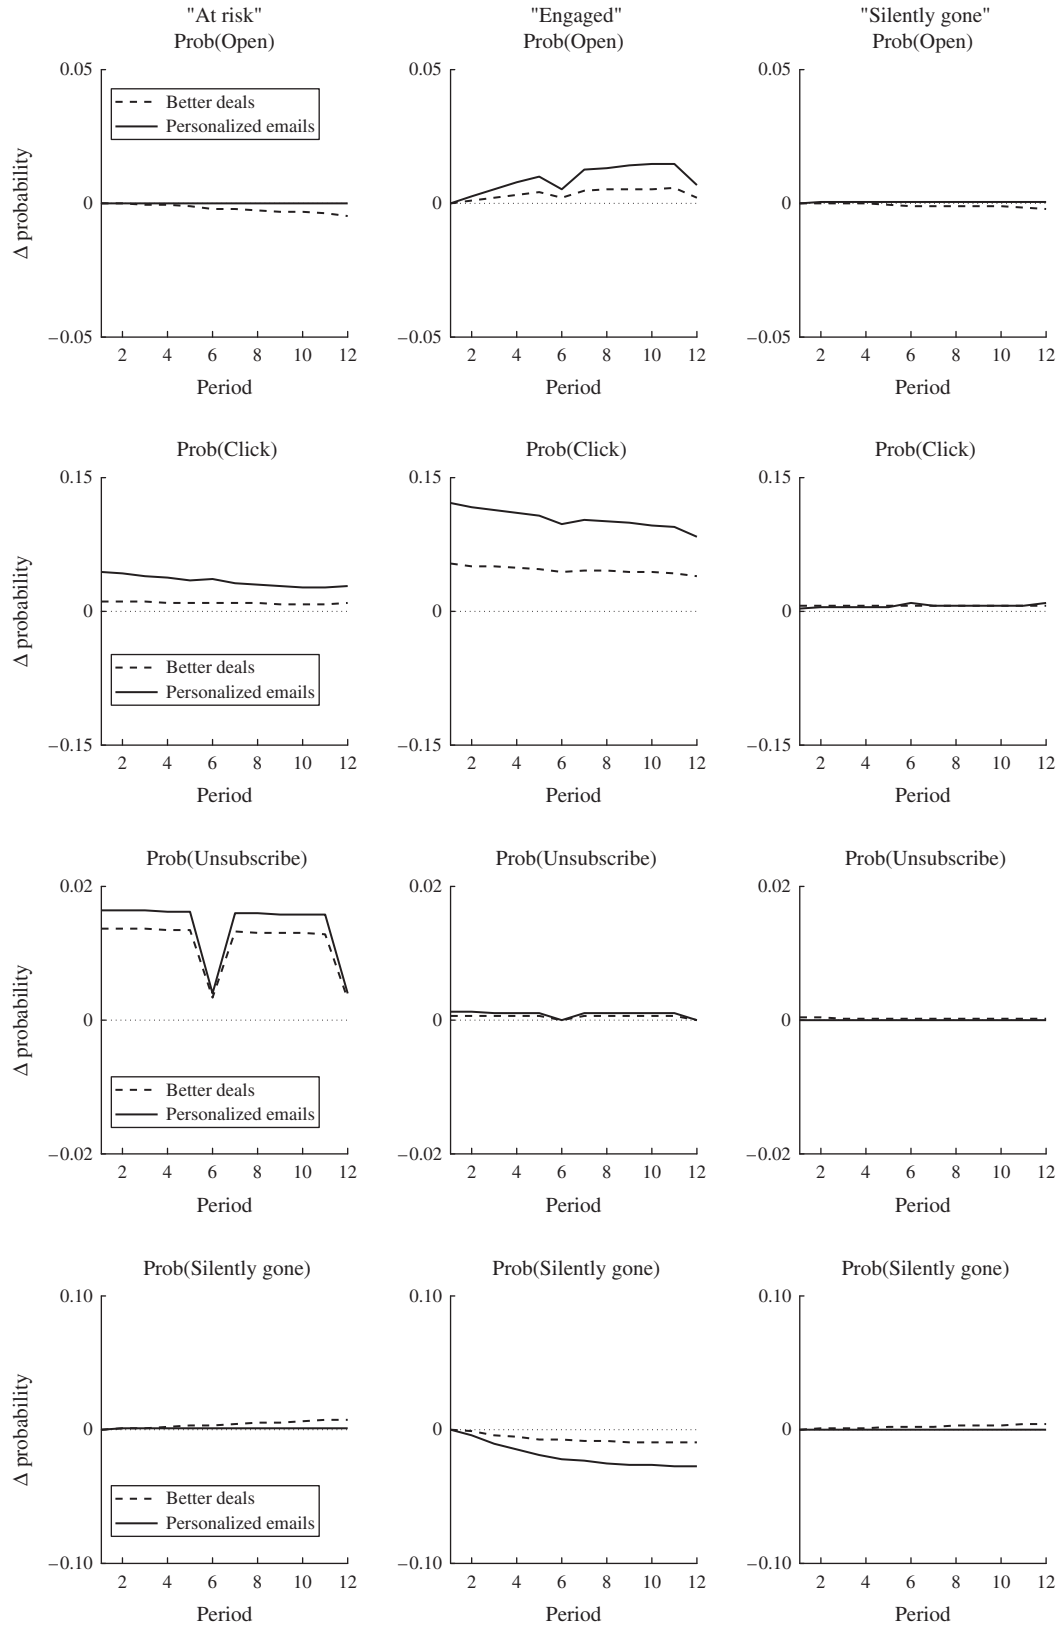 "At risk"
Prob(Open)
"Engaged"
Prob(Open)
"Silently gone"
Prob(Open)
Δ probability
0.05
0
−0.05
Better deals
Personalized emails
2 4 6 8 10 12
Period
0.05
0
−0.05
2 4 6 8 10 12
Period
0.05
0
−0.05
2 4 6 8 10 12
Period
Prob(Click)
Δ probability
0.15
0
−0.15
Better deals
Personalized emails
2 4 6 8 10 12
Period
Prob(Click)
0.15
0
−0.15
2 4 6 8 10 12
Period
Prob(Click)
0.15
0
−0.15
2 4 6 8 10 12
Period
Prob(Unsubscribe)
Δ probability
0.02
0
−0.02
Better deals
Personalized emails
2 4 6 8 10 12
Period
Prob(Unsubscribe)
0.02
0
−0.02
2 4 6 8 10 12
Period
Prob(Unsubscribe)
0.02
0
−0.02
2 4 6 8 10 12
Period
Prob(Silently gone)
Δ probability
0.10
0
−0.10
Better deals
Personalized emails
2 4 6 8 10 12
Period
Prob(Silently gone)
0.10
0
−0.10
2 4 6 8 10 12
Period
Prob(Silently gone)
0.10
0
−0.10
2 4 6 8 10 12
Period